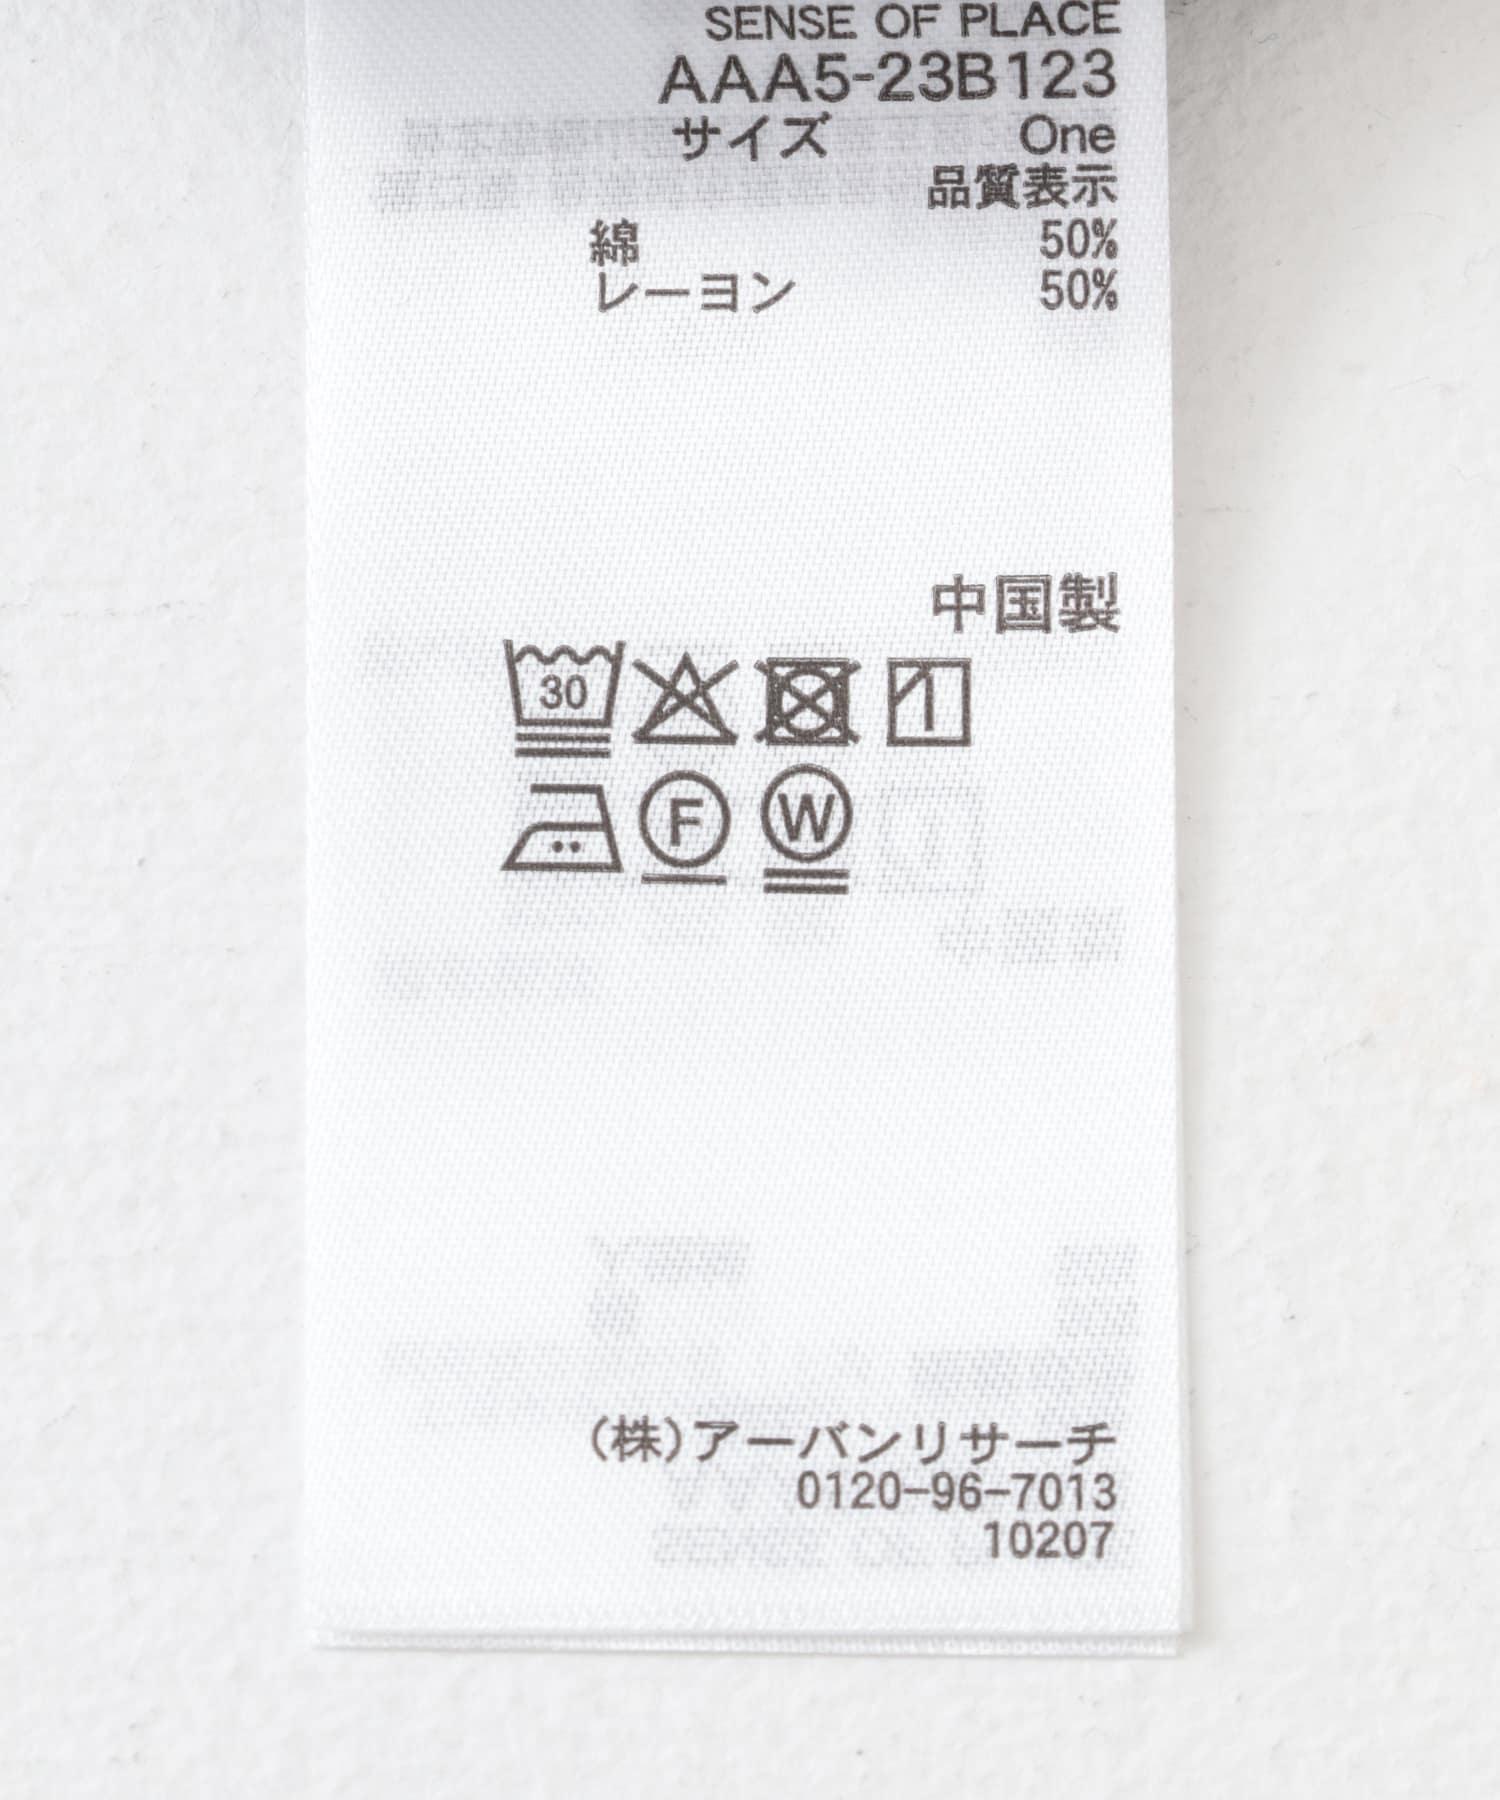 SENSE OF PLACE
AAA5-23B123
サイズ One
品質表示
綿 50%
レーヨン 50%
中国製
30
F W
(株)アーバンリサーチ
0120-96-7013
10207